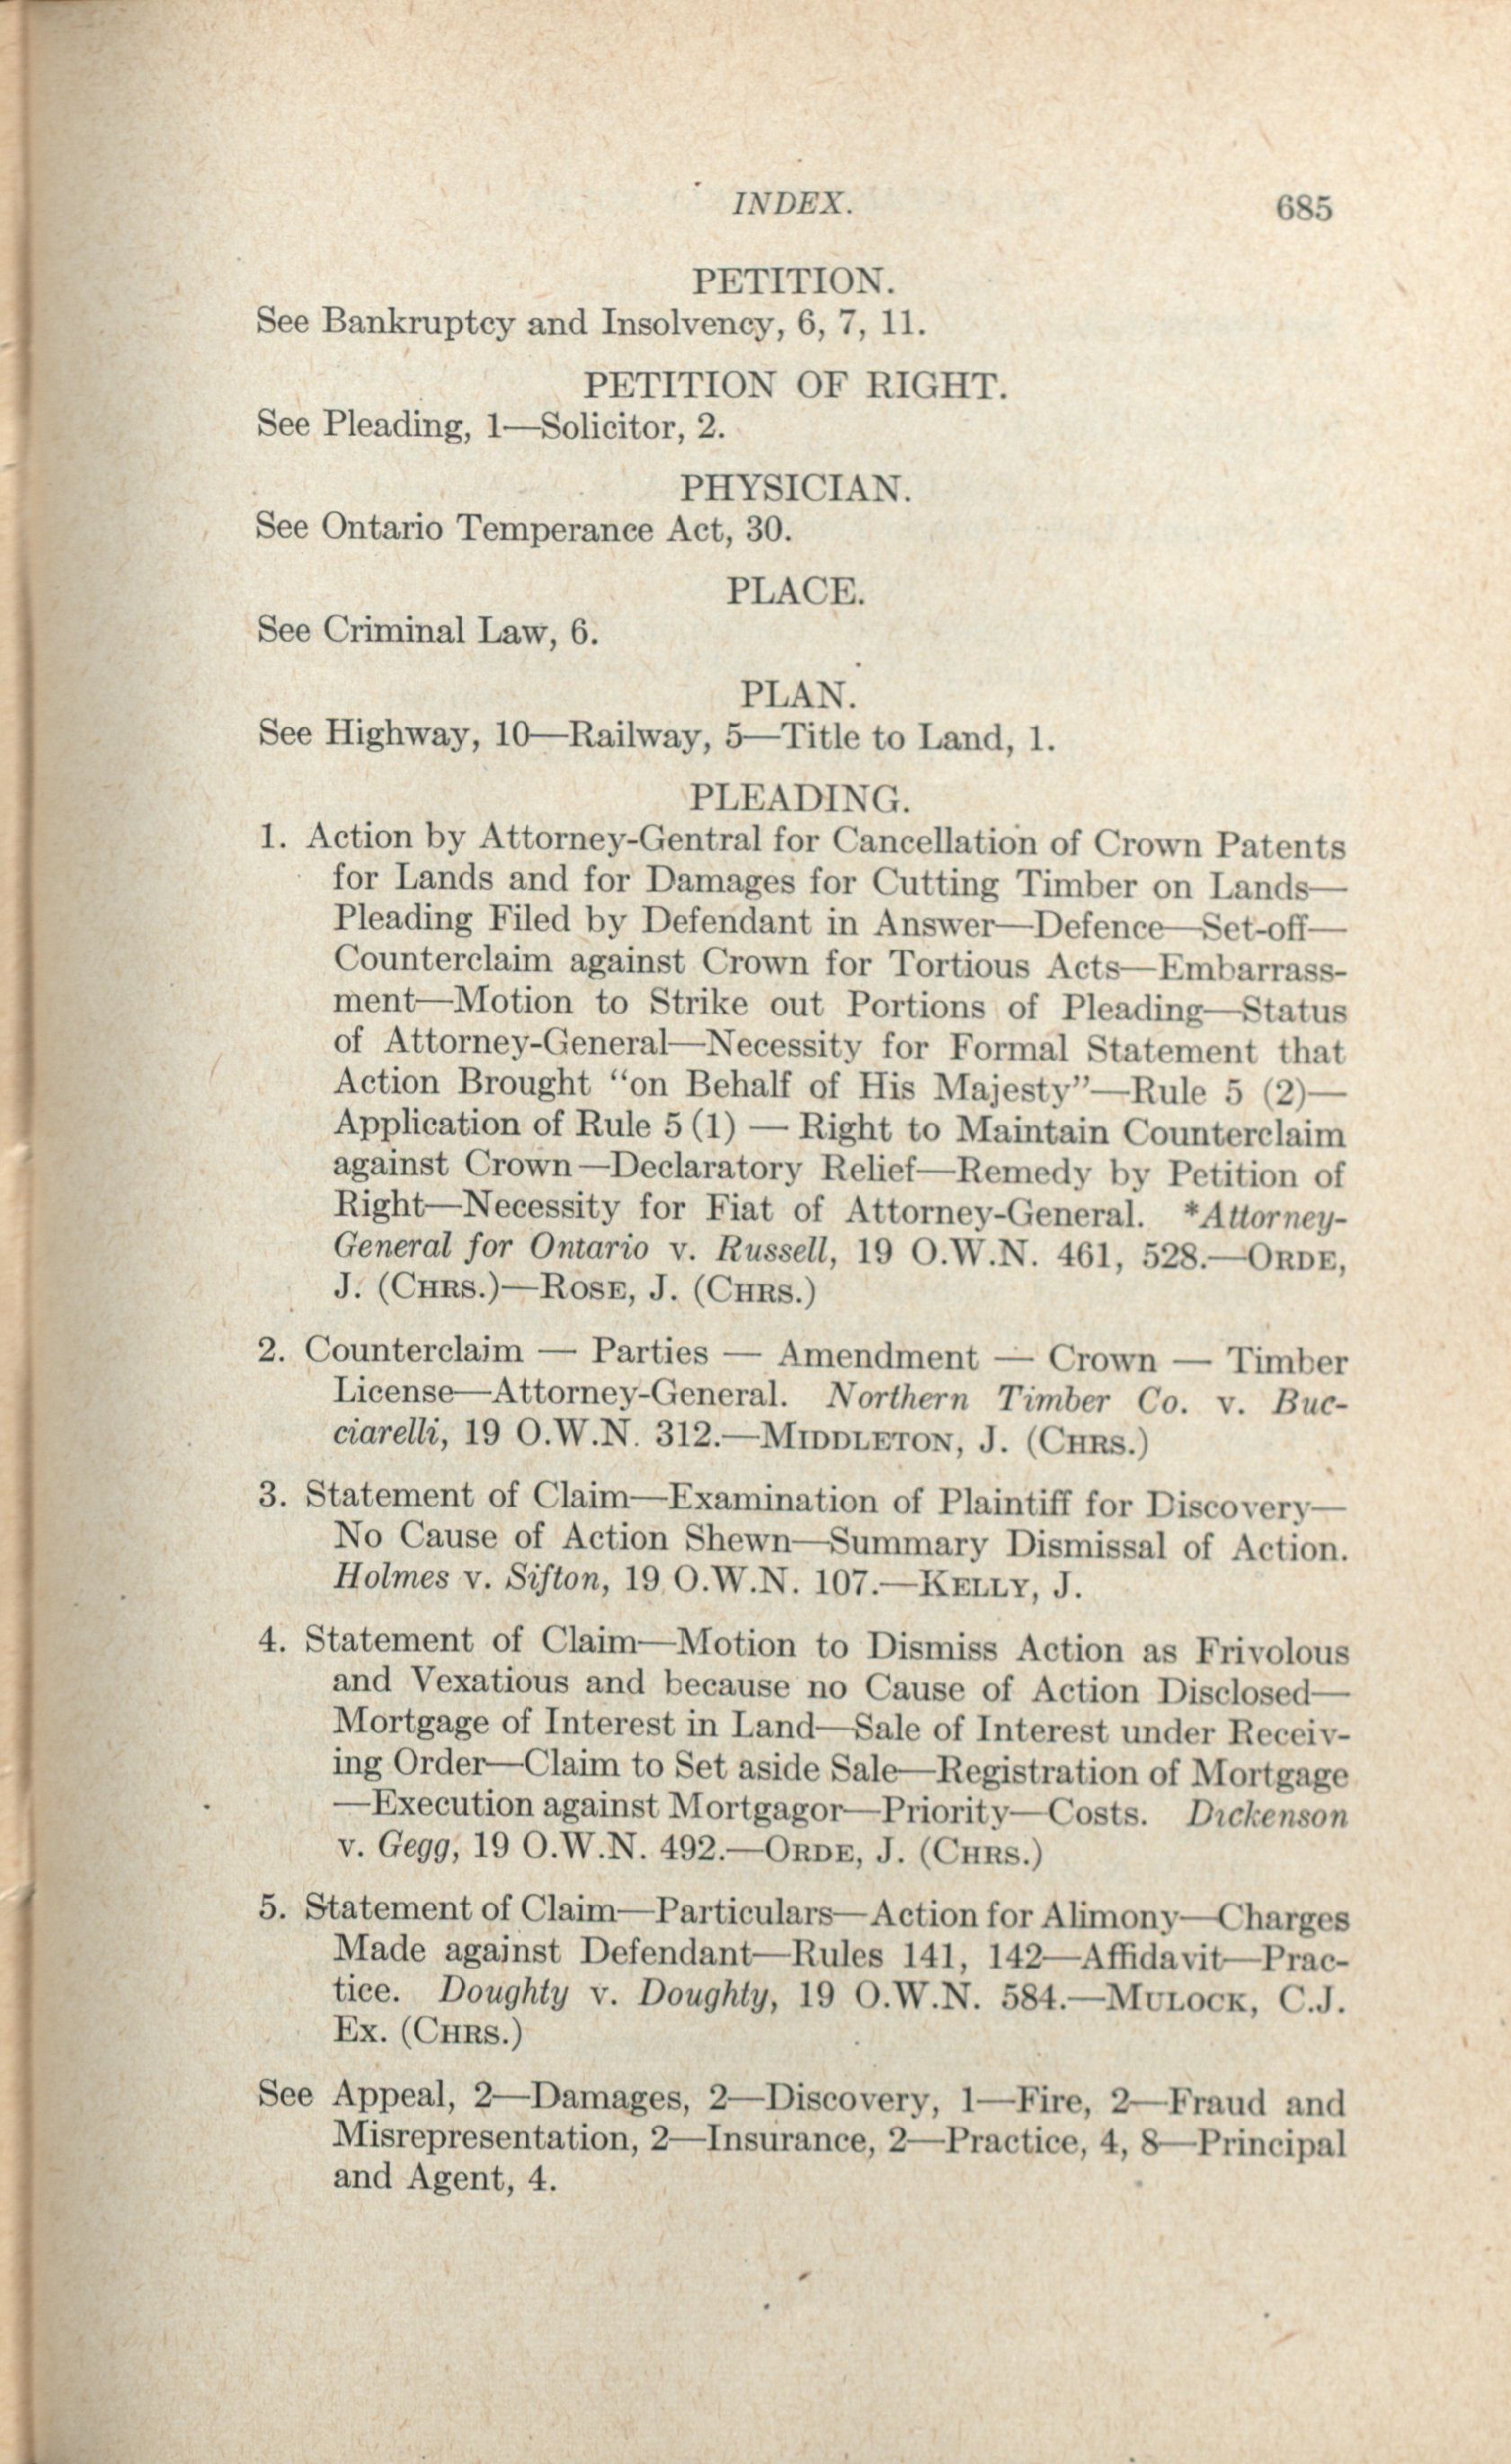 INDEX.
685
PETITION.
See Bankruptcy and Insolvency, 6, 7, 11.
PETITION OF RIGHT.
See Pleading, 1—Solicitor, 2.
PHYSICIAN.
See Ontario Temperance Act, 30.
PLACE.
See Criminal Law, 6.
PLAN.
See Highway, 10—Railway, 5—Title to Land, 1.
PLEADING.
1. Action by Attorney-Gentral for Cancellation of Crown Patents
for Lands and for Damages for Cutting Timber on Lands—
Pleading Filed by Defendant in Answer—Defence—Set-off—
Counterclaim against Crown for Tortious Acts—Embarrass-
ment—Motion to Strike out Portions of Pleading—Status
of Attorney-General—Necessity for Formal Statement that
Action Brought “on Behalf of His Majesty”—Rule 5 (2)—
Application of Rule 5 (1) — Right to Maintain Counterclaim
against Crown—Declaratory Relief—Remedy by Petition of
Right—Necessity for Fiat of Attorney-General. *Attorney-
General for Ontario v. Russell, 19 O.W.N. 461, 528.—ORDE,
J. (CHRS.)—ROSE, J. (CHRS.)
2. Counterclaim — Parties — Amendment — Crown — Timber
License—Attorney-General. Northern Timber Co. v. Buc-
ciarelli, 19 O.W.N. 312.—MIDDLETON, J. (CHRS.)
3. Statement of Claim—Examination of Plaintiff for Discovery—
No Cause of Action Shewn—Summary Dismissal of Action.
Holmes v. Sifton, 19 O.W.N. 107.—KELLY, J.
4. Statement of Claim—Motion to Dismiss Action as Frivolous
and Vexatious and because no Cause of Action Disclosed—
Mortgage of Interest in Land—Sale of Interest under Receiv-
ing Order—Claim to Set aside Sale—Registration of Mortgage
—Execution against Mortgagor—Priority—Costs. Dickenson
v. Gegg, 19 O.W.N. 492.—ORDE, J. (CHRS.)
5. Statement of Claim—Particulars—Action for Alimony—Charges
Made against Defendant—Rules 141, 142—Affidavit—Prac-
tice. Doughty v. Doughty, 19 O.W.N. 584.—MULOCK, C.J.
Ex. (CHRS.)
See Appeal, 2—Damages, 2—Discovery, 1—Fire, 2—Fraud and
Misrepresentation, 2—Insurance, 2—Practice, 4, 8—Principal
and Agent, 4.